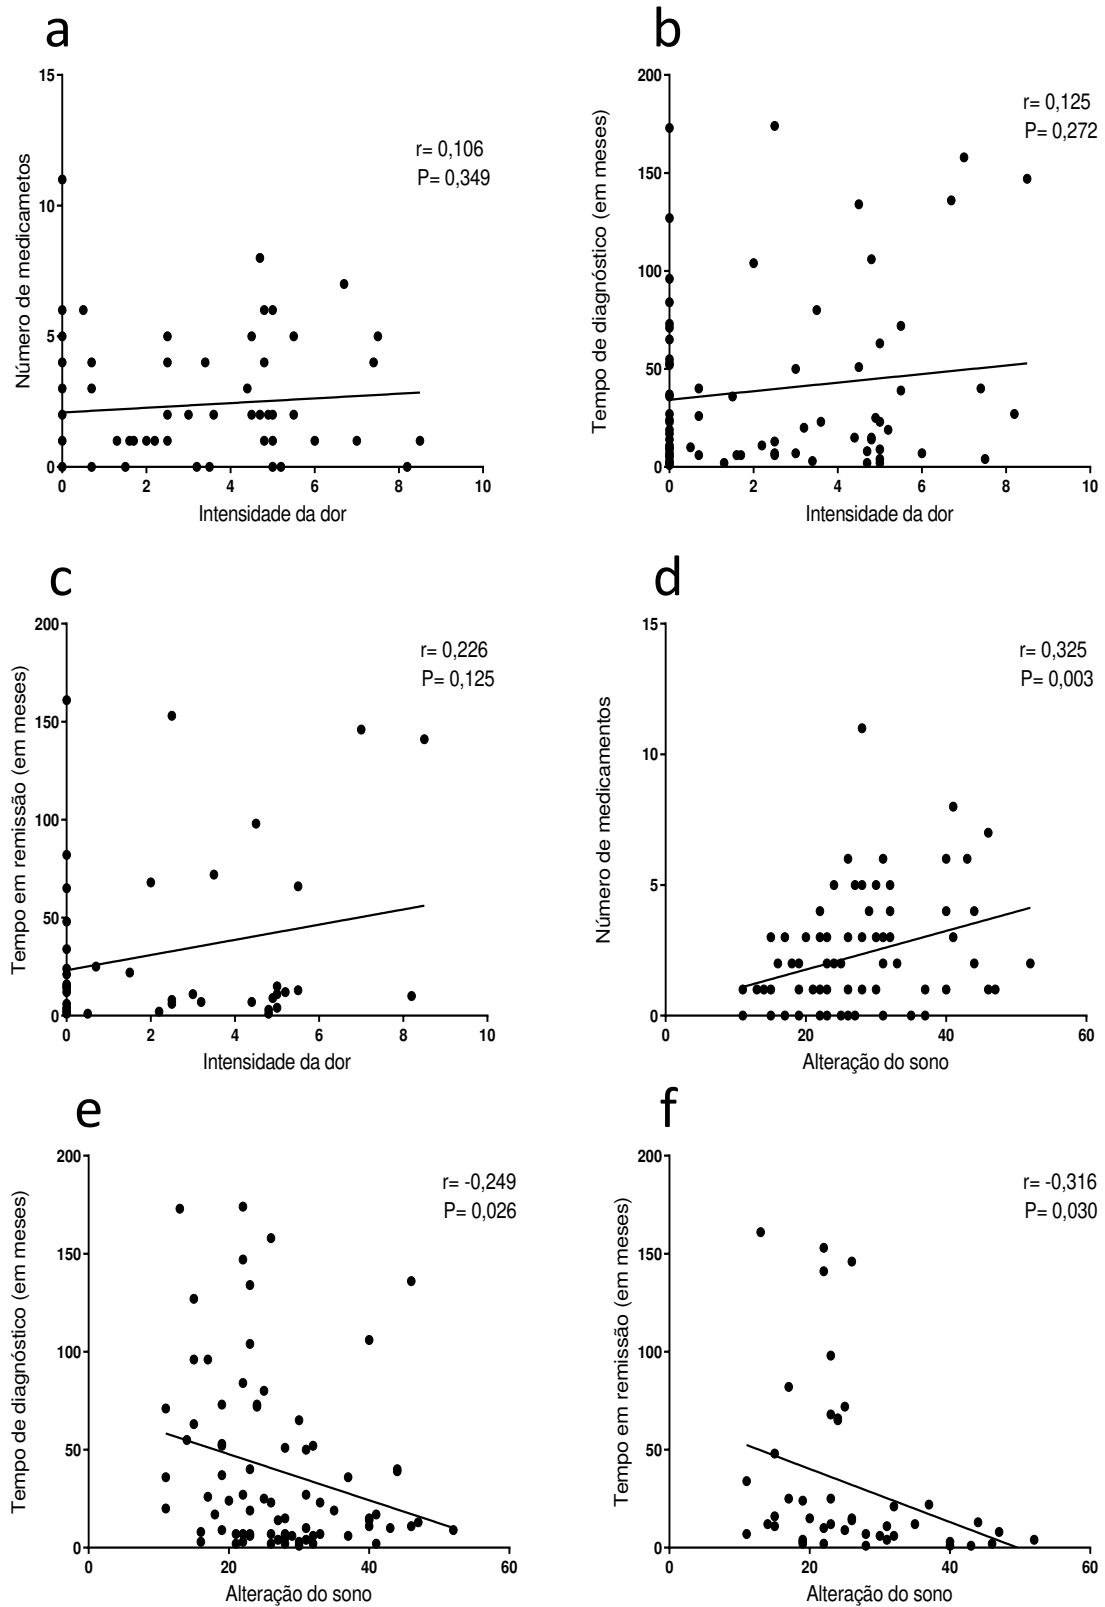 a
15
10
5
0
Número de medicametos
r= 0,106
P= 0,349
0 2 4 6 8 10
Intensidade da dor
b
200
150
100
50
0
Tempo de diagnóstico (em meses)
r= 0,125
P= 0,272
0 2 4 6 8 10
Intensidade da dor
c
200
150
100
50
0
Tempo em remissão (em meses)
r= 0,226
P= 0,125
0 2 4 6 8 10
Intensidade da dor
d
15
10
5
0
Número de medicamentos
r= 0,325
P= 0,003
0 20 40 60
Alteração do sono
e
200
150
100
50
0
Tempo de diagnóstico (em meses)
r= -0,249
P= 0,026
0 20 40 60
Alteração do sono
f
200
150
100
50
0
Tempo em remissão (em meses)
r= -0,316
P= 0,030
0 20 40 60
Alteração do sono